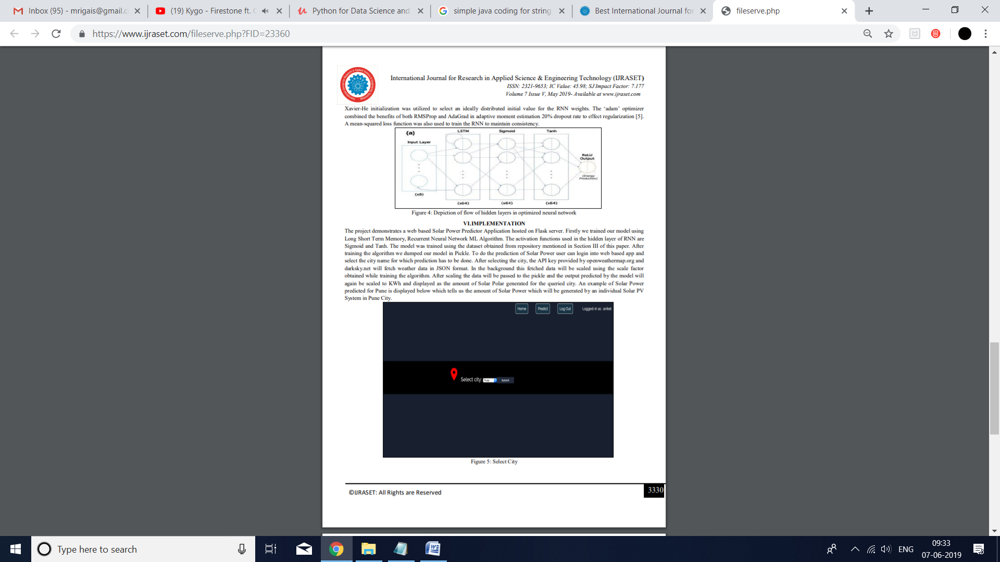 Inbox (95) - mrigais@gmail.c
(19) Kygo - Firestone ft. C
Python for Data Science and
simple java coding for string
Best International Journal for
fileserve.php
https://www.ijraset.com/fileserve.php?FID=23360
International Journal for Research in Applied Science & Engineering Technology (IJRASET)
ISSN: 2321-9653; IC Value: 45.98; SJ Impact Factor: 7.177
Volume 7 Issue V, May 2019- Available at www.ijraset.com
Xavier-He initialization was utilized to select an ideally distributed initial value for the RNN weights. The ‘adam’ optimizer
combined the benefits of both RMSProp and AdaGrad in adaptive moment estimation 20% dropout rate to effect regularization [5].
A mean-squared loss function was also used to train the RNN to maintain consistency.
(a)
LSTM
Sigmoid
Tanh
Input Layer
ReLU
Output
(Energy
Production)
(x8)
(x64)
(x64)
(x64)
Figure 4: Depiction of flow of hidden layers in optimized neural network
VI.IMPLEMENTATION
The project demonstrates a web based Solar Power Predictor Application hosted on Flask server. Firstly we trained our model using
Long Short Term Memory, Recurrent Neural Network ML Algorithm. The activation functions used in the hidden layer of RNN are
Sigmoid and Tanh. The model was trained using the dataset obtained from repository mentioned in Section III of this paper. After
training the algorithm we dumped our model in Pickle. To do the prediction of Solar Power user can login into web based app and
select the city name for which prediction has to be done. After selecting the city, the API key provided by openweathermap.org and
darksky.net will fetch weather data in JSON format. In the background this fetched data will be scaled using the scale factor
obtained while training the algorithm. After scaling the data will be passed to the pickle and the output predicted by the model will
again be scaled to KWh and displayed as the amount of Solar Polar generated for the queried city. An example of Solar Power
predicted for Pune is displayed below which tells us the amount of Solar Power which will be generated by an individual Solar PV
System in Pune City.
Home
Predict
Log Out
Logged-in as: aniket
Select city:
Pune
Submit
Figure 5: Select City
©IJRASET: All Rights are Reserved
3330
Type here to search
ENG
09:33
07-06-2019